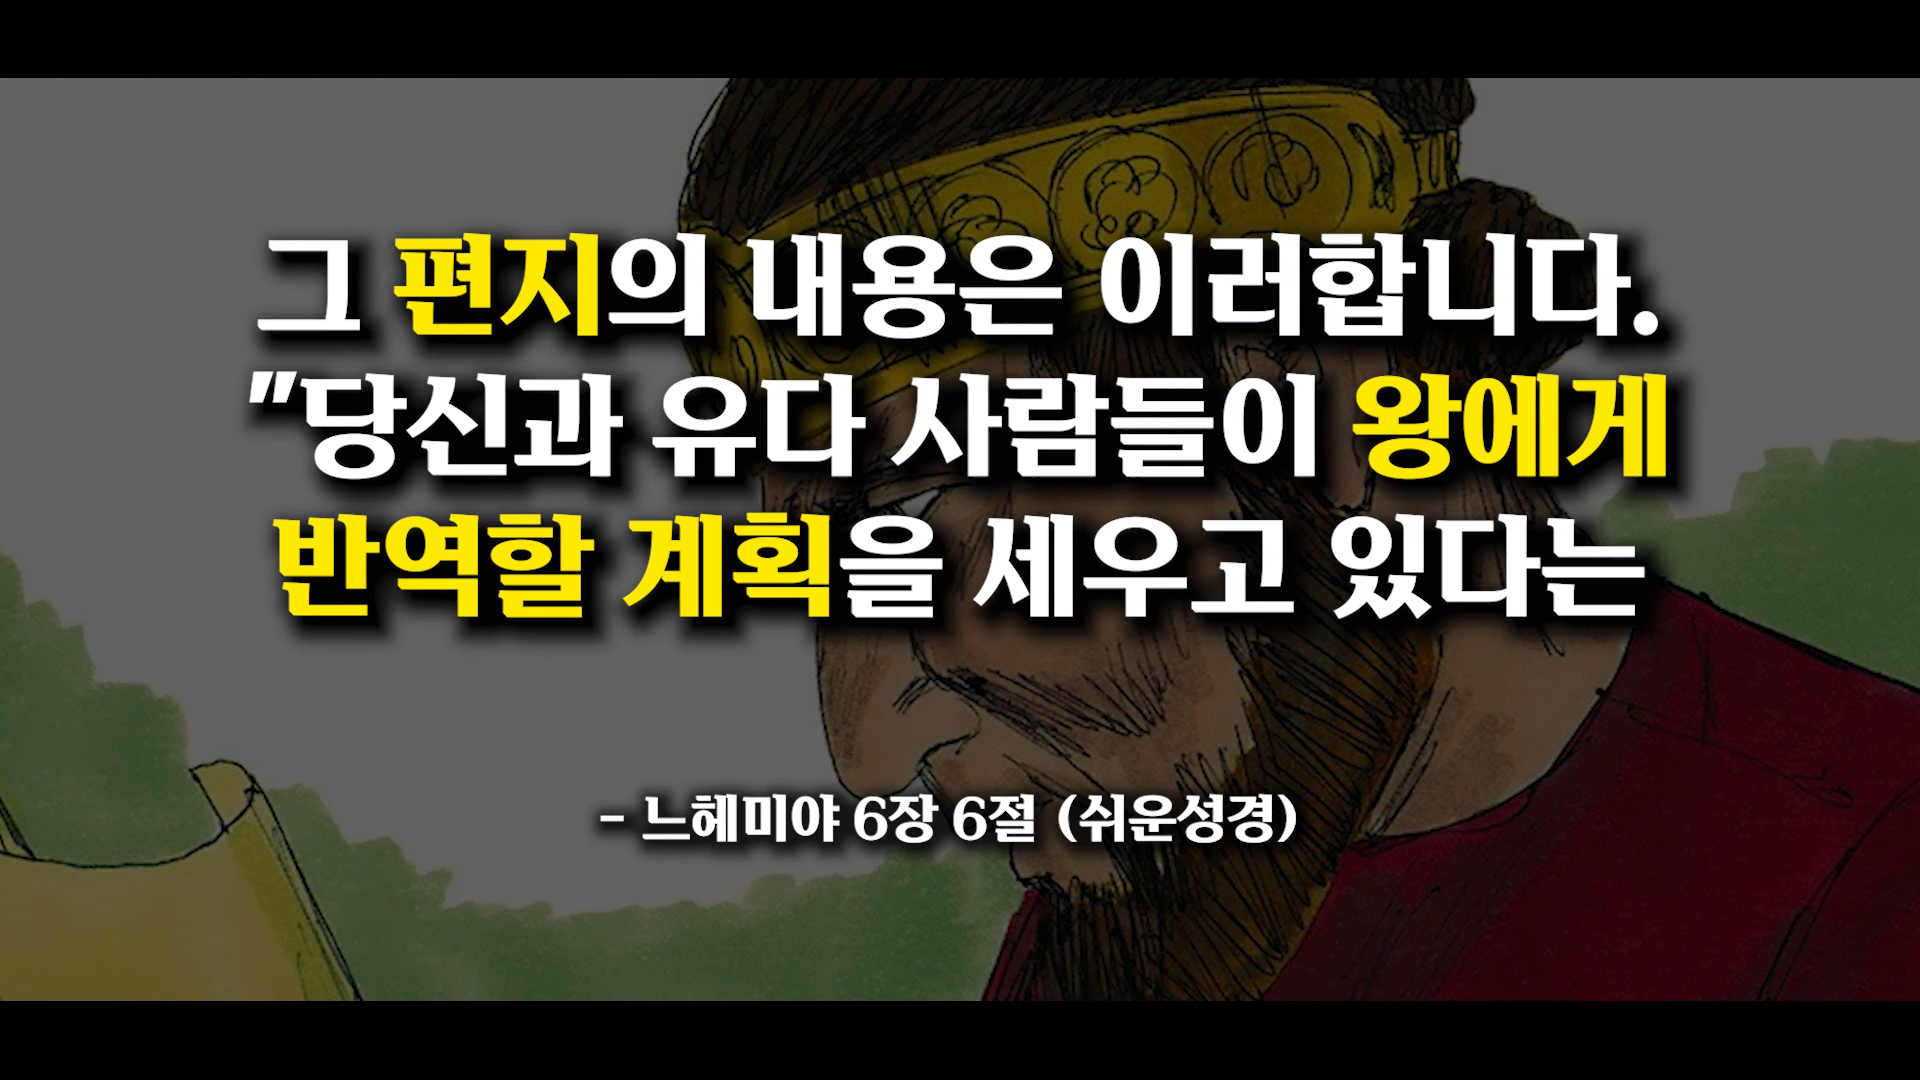 그 편지의 내용은 이러합니다.
"당신과 유다 사람들이 왕에게
반역할 계획을 세우고 있다는
- 느헤미야 6장 6절 (쉬운성경)